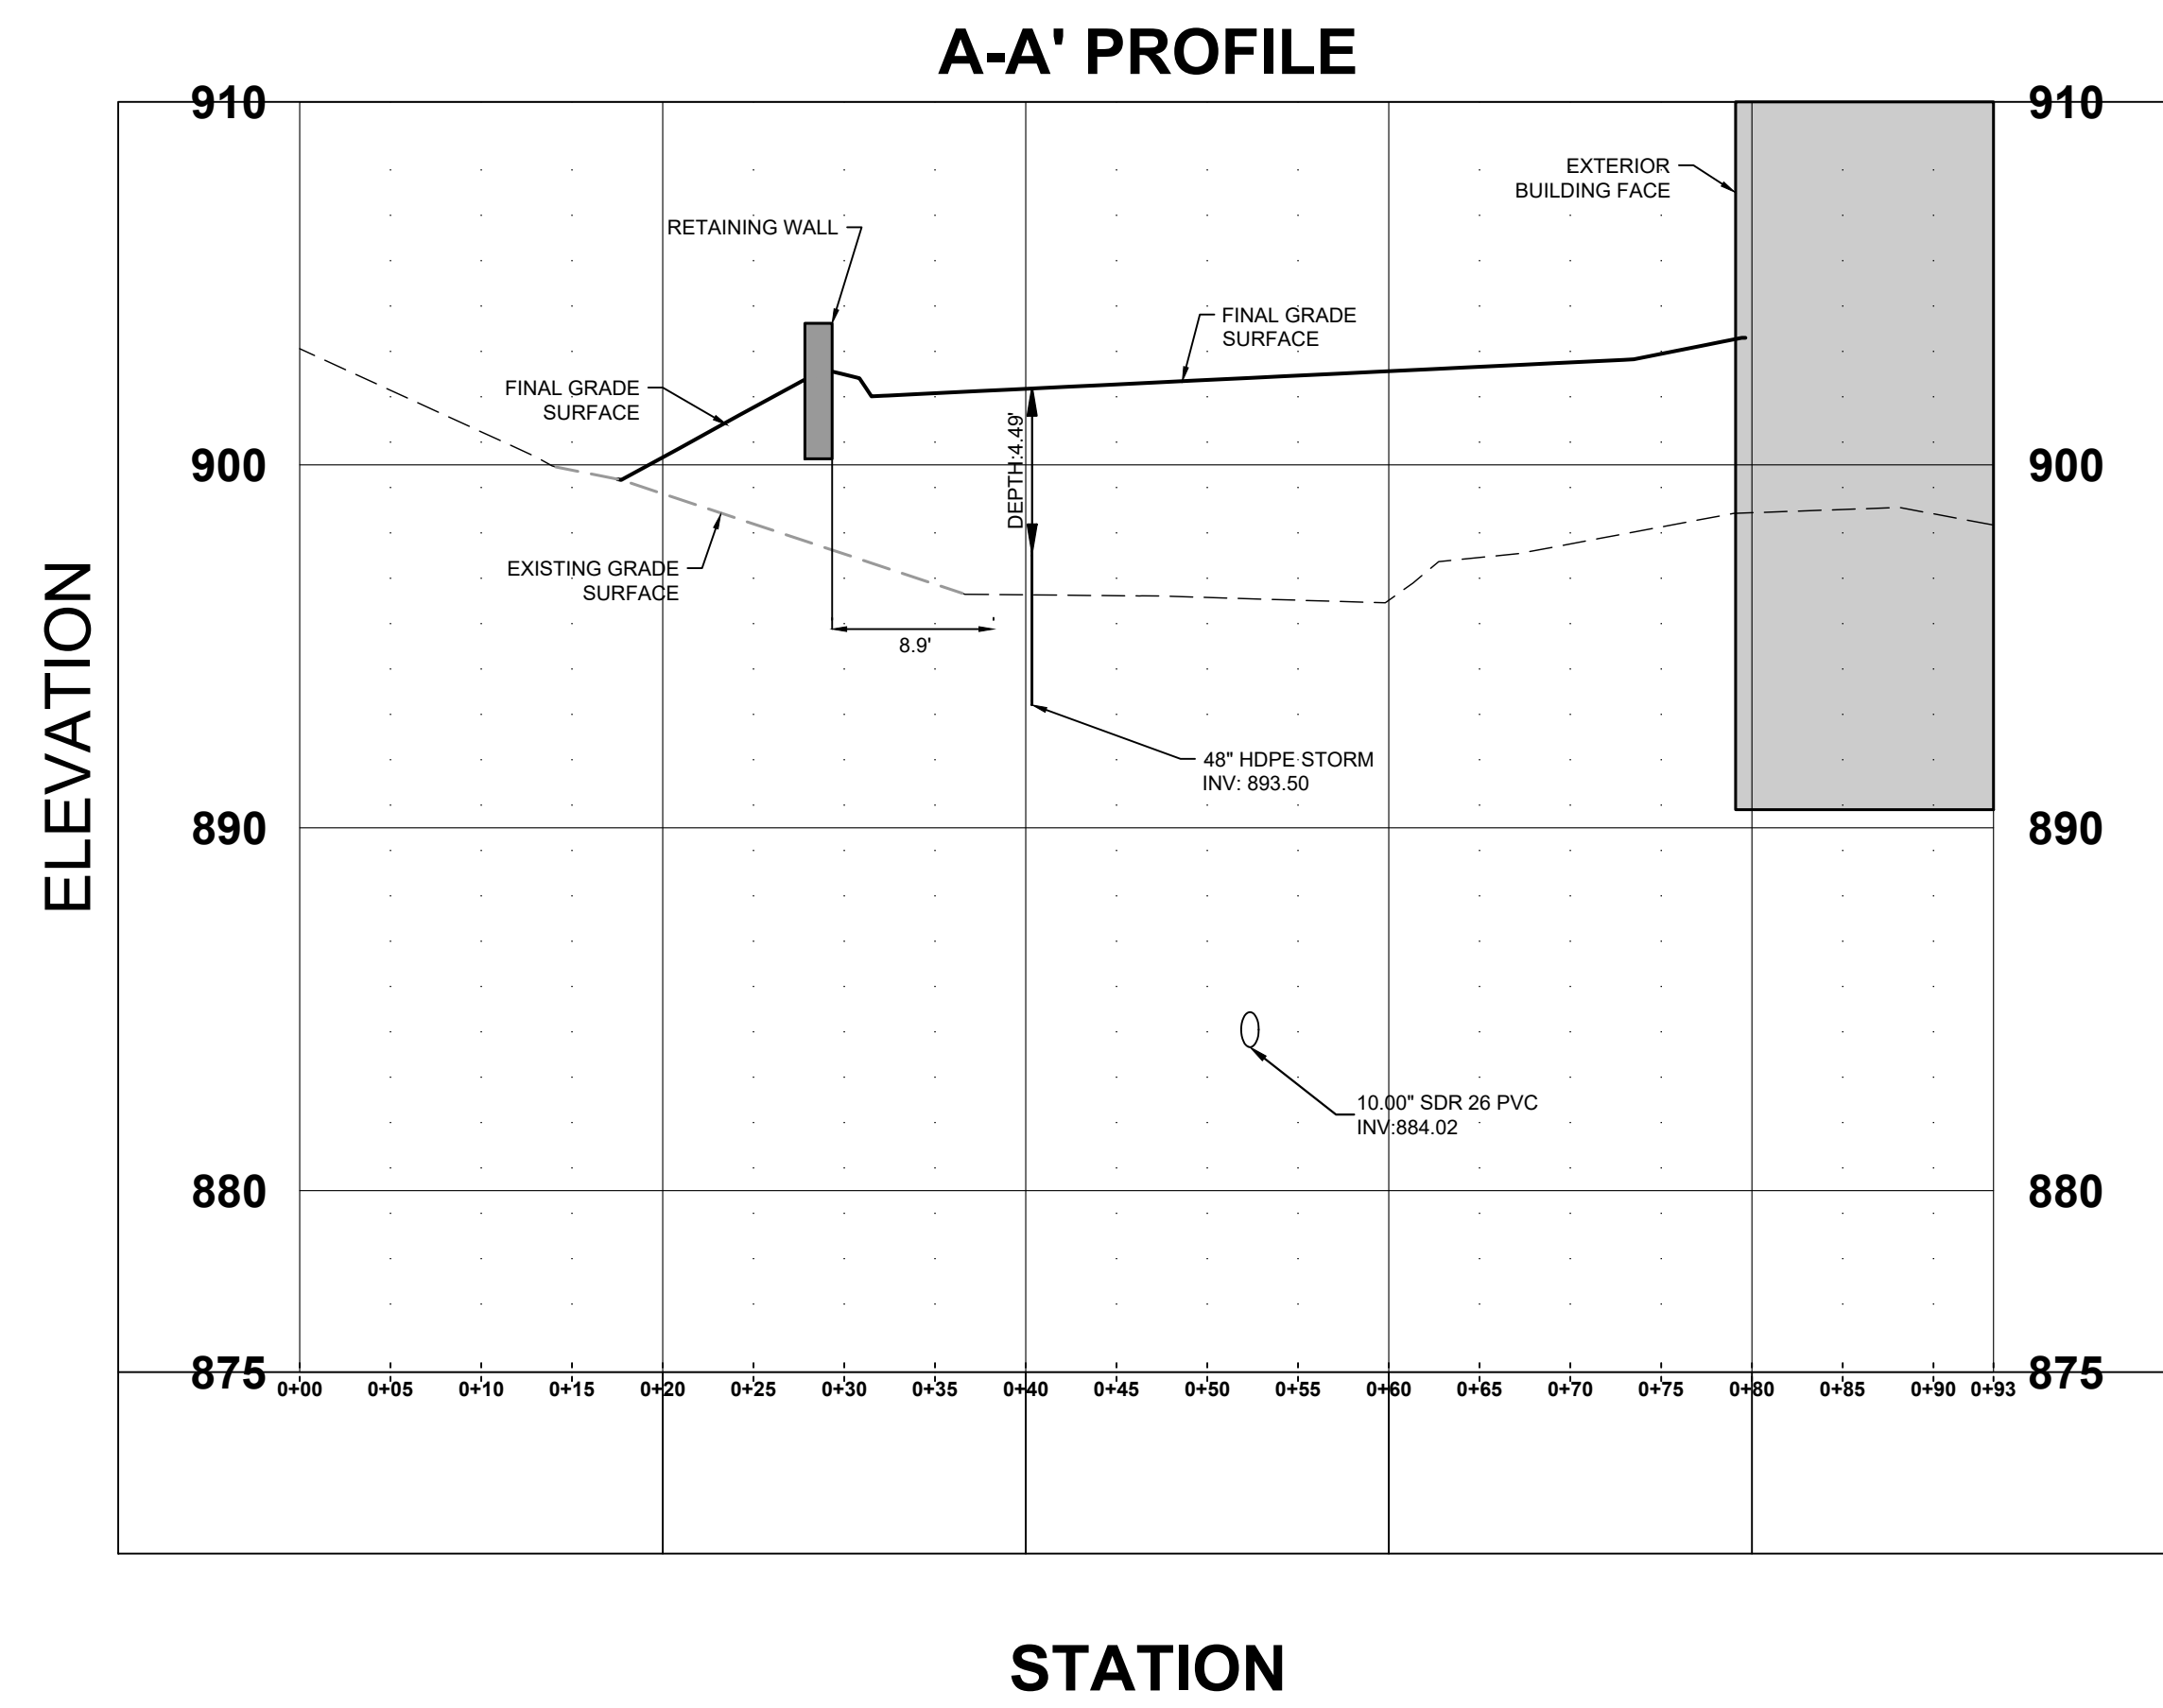 A-A' PROFILE
910
910
EXTERIOR
BUILDING FACE
RETAINING WALL
FINAL GRADE
SURFACE
FINAL GRADE
SURFACE
DEPTH:4.49'
900
900
EXISTING GRADE
SURFACE
8.9'
ELEVATION
48" HDPE STORM
INV: 893.50
890
890
10.00" SDR 26 PVC
INV:884.02
880
880
875
875
0+00 0+05 0+10 0+15 0+20 0+25 0+30 0+35 0+40 0+45 0+50 0+55 0+60 0+65 0+70 0+75 0+80 0+85 0+90 0+93
STATION